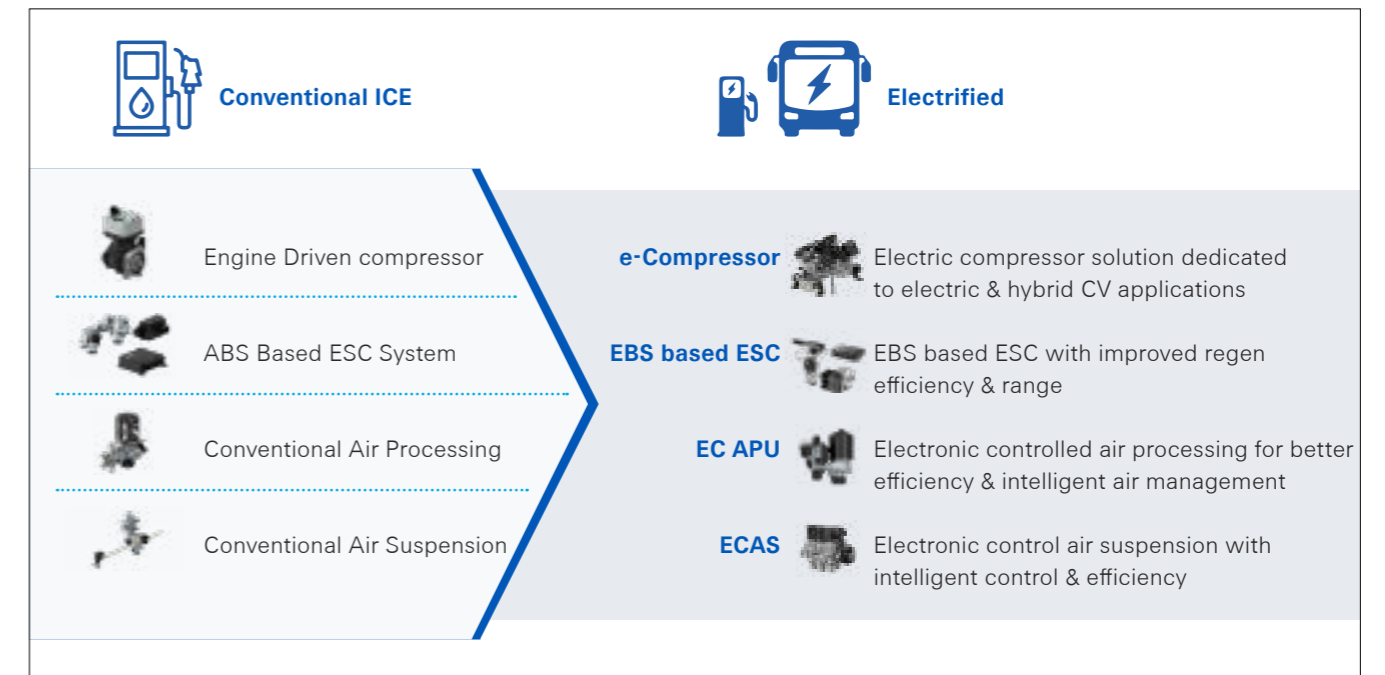 Conventional ICE
Electrified
Engine Driven compressor
ABS Based ESC System
Conventional Air Processing
Conventional Air Suspension
e-Compressor
Electric compressor solution dedicated
to electric & hybrid CV applications
EBS based ESC
EBS based ESC with improved regen
efficiency & range
EC APU
Electronic controlled air processing for better
efficiency & intelligent air management
ECAS
Electronic control air suspension with
intelligent control & efficiency